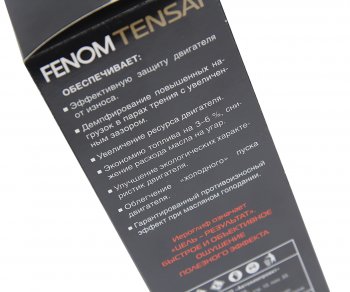 FENOM TENSAI
ОБЕСПЕЧИВАЕТ:
▪ Эффективную защиту двигателя
от износа.
▪ Демпфирование повышенных на-
грузок в парах трения с увеличен-
ным зазором.
▪ Увеличение ресурса двигателя.
▪ Экономию топлива на 3-6%, сни-
жение расхода масла на угар.
▪ Улучшение экологических характе-
ристик двигателя.
▪ Облегчение «холодного» пуска
двигателя.
▪ Гарантированный противоизносный
эффект при масляном голодании.
Иероглиф означает
«ЦЕЛЬ – РЕЗУЛЬТАТ»
БЫСТРОЕ И ОБЪЕКТИВНОЕ
ОЩУЩЕНИЕ
ПОЛЕЗНОГО ЭФФЕКТА